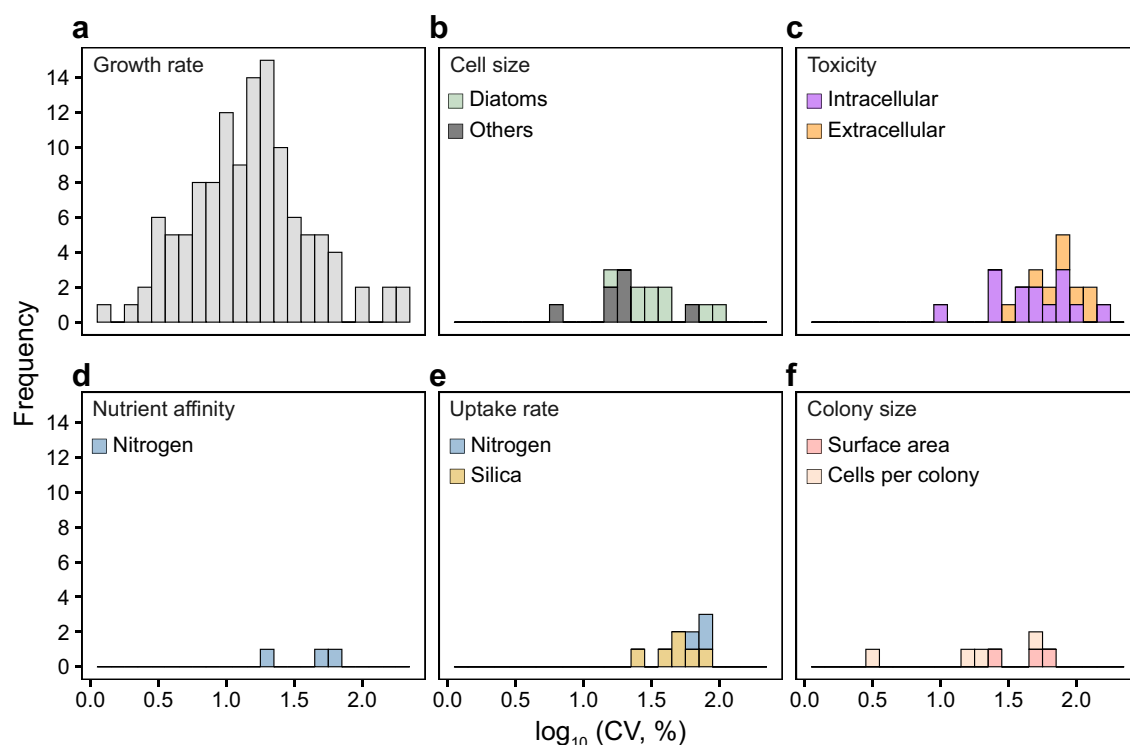 a
b
c
Growth rate
Cell size
Toxicity
Diatoms
Others
Intracellular
Extracellular
14
12
10
8
6
4
2
0
Frequency
d
e
f
Nutrient affinity
Uptake rate
Colony size
Nitrogen
Nitrogen
Silica
Surface area
Cells per colony
14
12
10
8
6
4
2
0
0.0 0.5 1.0 1.5 2.0
0.0 0.5 1.0 1.5 2.0
0.0 0.5 1.0 1.5 2.0
log₁₀ (CV, %)